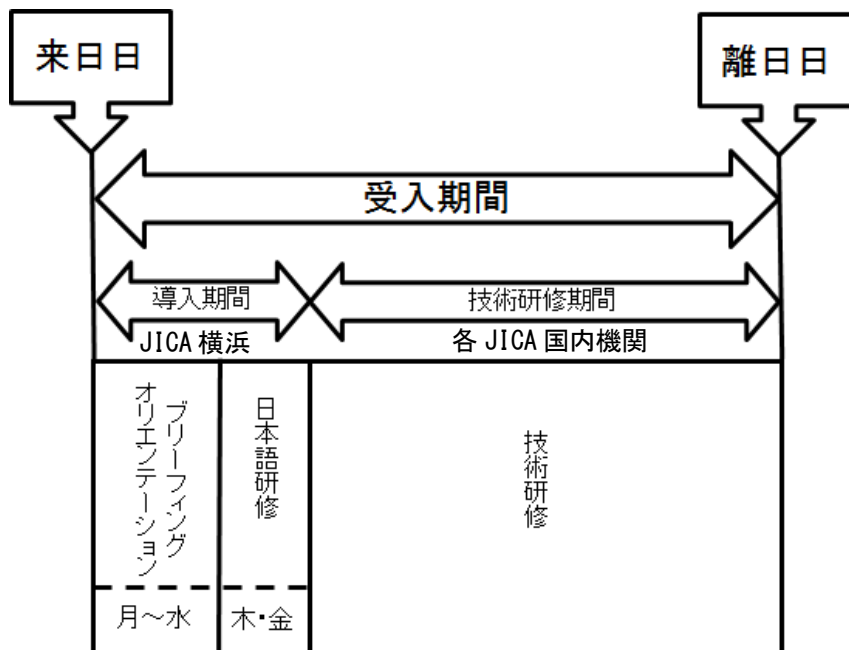 来日日
離日日
受入期間
導入期間
技術研修期間
JICA 横浜
各 JICA 国内機関
ブリーフィング
オリエンテーション
日本語研修
技術研修
月～水
木・金